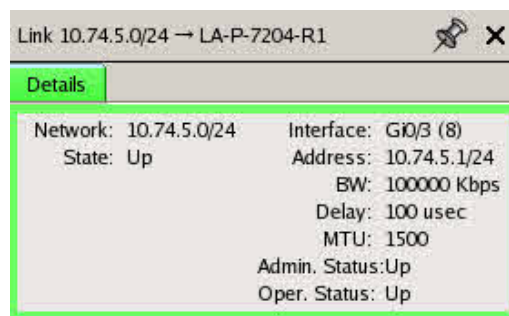 Link 10.74.5.0/24 → LA-P-7204-R1
Details
Network: 10.74.5.0/24 Interface: Gi0/3 (8)
State: Up Address: 10.74.5.1/24
BW: 100000 Kbps
Delay: 100 usec
MTU: 1500
Admin. Status:Up
Oper. Status: Up